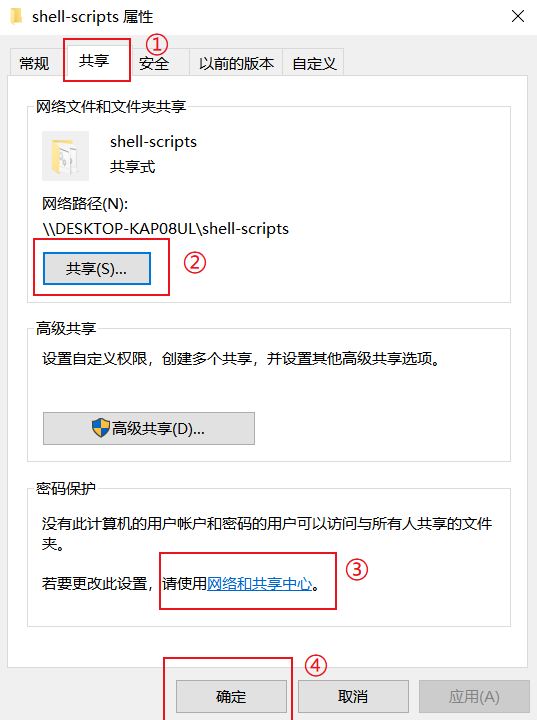 shell-scripts 属性
①
常规 共享 安全 以前的版本 自定义
网络文件和文件夹共享
shell-scripts
共享式
网络路径(N):
\\DESKTOP-KAP08UL\shell-scripts
共享(S)... ②
高级共享
设置自定义权限，创建多个共享，并设置其他高级共享选项。
高级共享(D)...
密码保护
没有此计算机的用户帐户和密码的用户可以访问与所有人共享的文件
夹。
若要更改此设置，请使用网络和共享中心。 ③
④
确定 取消 应用(A)